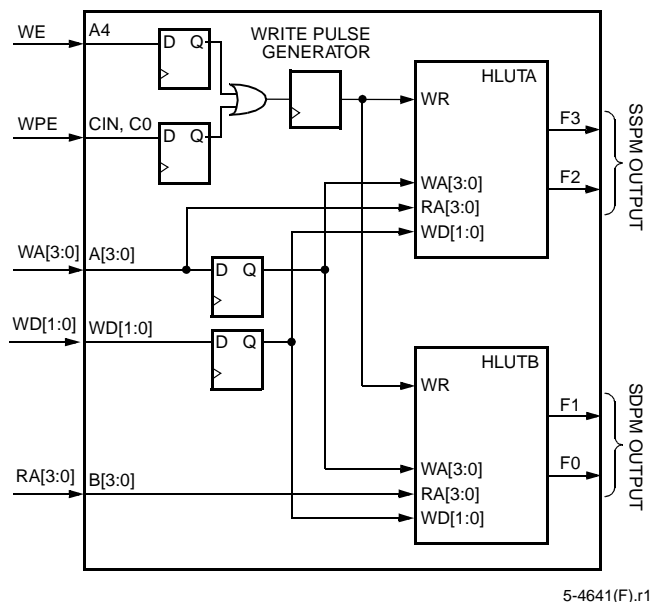 WE
A4
D Q
WRITE PULSE
GENERATOR
HLUTA
WR
F3
WPE
CIN, C0
D Q
F2
SSPM OUTPUT
WA[3:0]
RA[3:0]
WD[1:0]
WA[3:0]
A[3:0]
D Q
WD[1:0]
WD[1:0]
D Q
HLUTB
WR
F1
SDPM OUTPUT
F0
WA[3:0]
RA[3:0]
B[3:0]
RA[3:0]
WD[1:0]
5-4641(F).r1